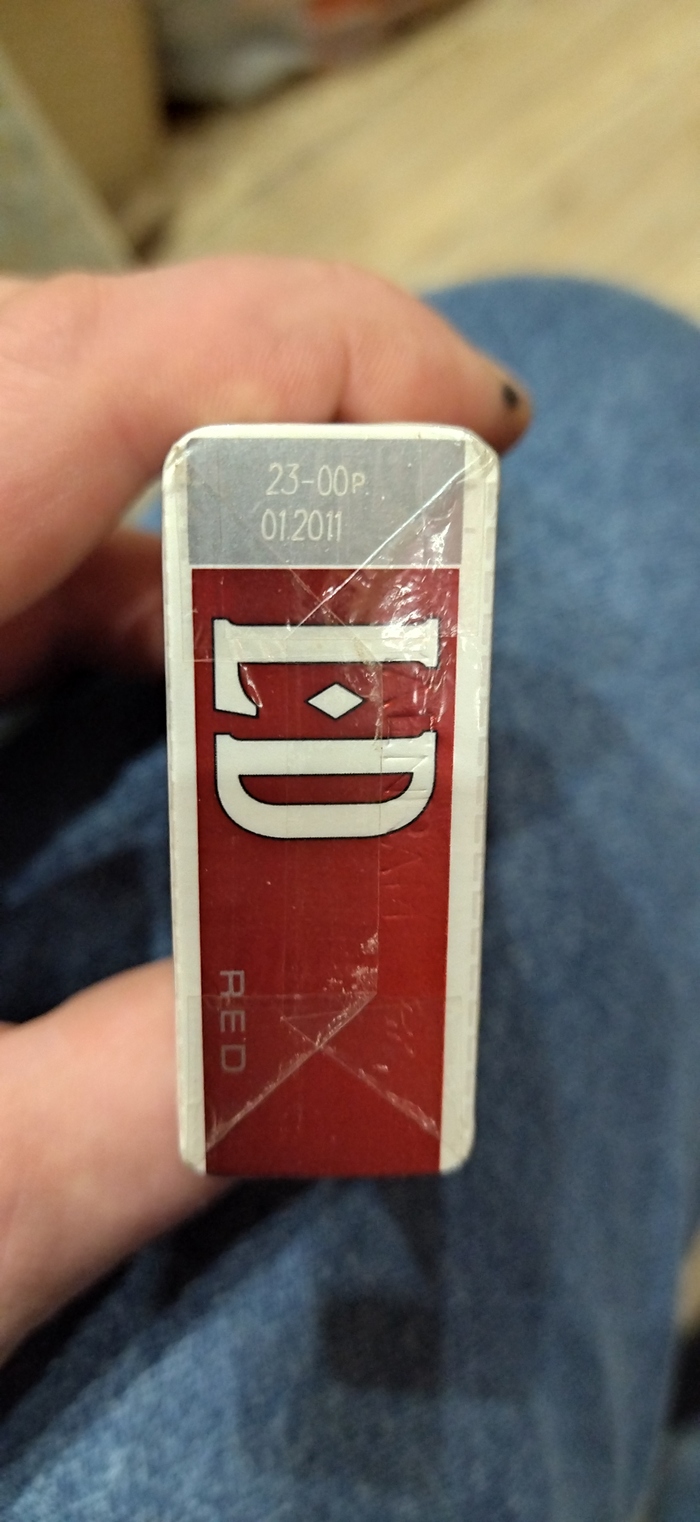 23-00Р.
01.2011
LD
RED